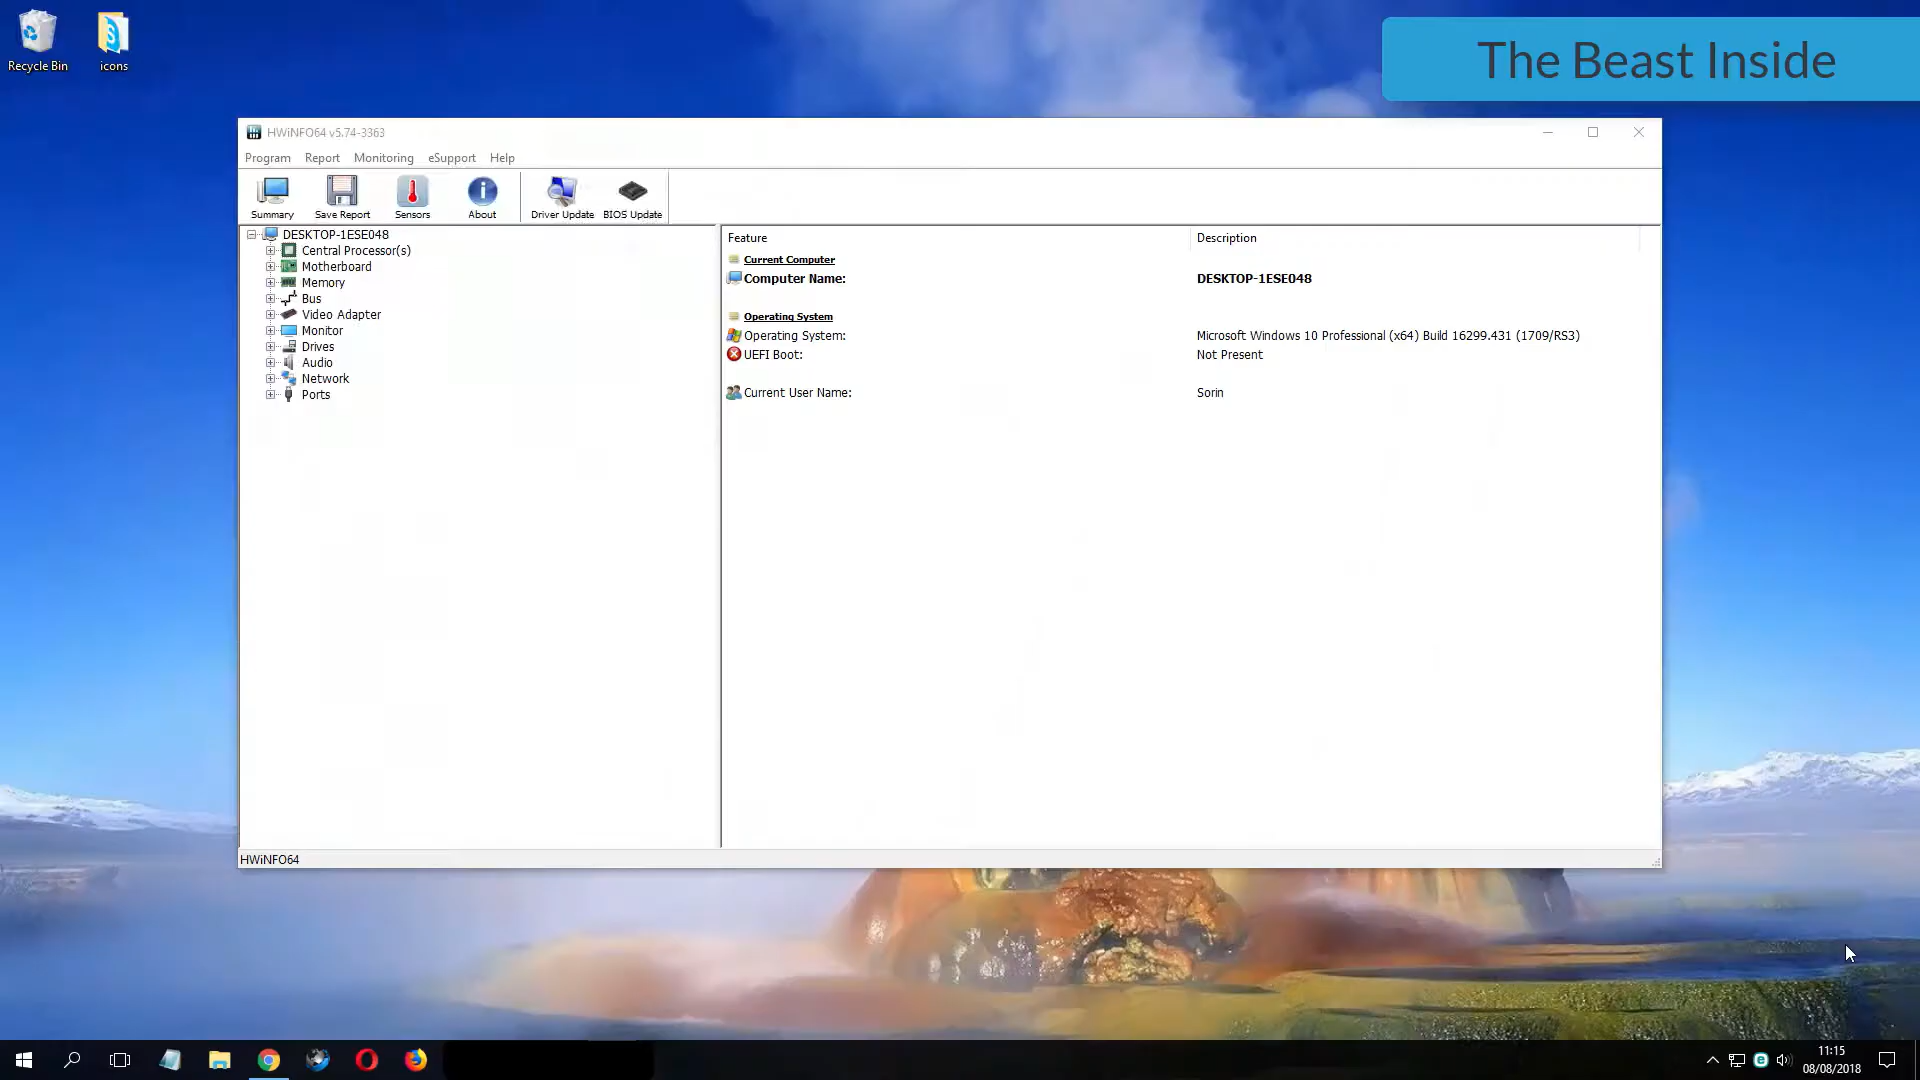 The Beast Inside
Recycle Bin
icons
HWiNFO64 v5.74-3363
Program Report Monitoring eSupport Help
Summary Save Report Sensors About Driver Update BIOS Update
DESKTOP-1ESE048
Central Processor(s)
Motherboard
Memory
Bus
Video Adapter
Monitor
Drives
Audio
Network
Ports
Feature Description
Current Computer
Computer Name: DESKTOP-1ESE048
Operating System
Operating System: Microsoft Windows 10 Professional (x64) Build 16299.431 (1709/RS3)
UEFI Boot: Not Present
Current User Name: Sorin
HWiNFO64
11:15
08/08/2018